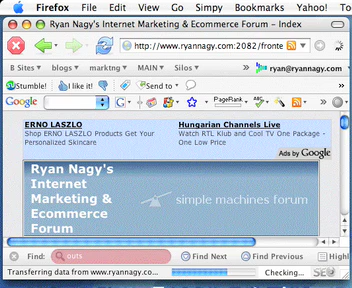 Firefox File Edit View Go Simpy Bookmarks Yahoo! To
Ryan Nagy's Internet Marketing & Ecommerce Forum - Index
http://www.ryannagy.com:2082/fronte
B Sites blogs marktng MAIN Silos ryan@ryannagy.com
Stumble! I like it! Send to
Google G PageRank ABC
ERNO LASZLO
Shop ERNO LASZLO Products Get Your
Personalized Skincare
Hungarian Channels Live
Watch RTL Klub and Cool TV One Package -
One Low Price
Ads by Google
Ryan Nagy's
Internet
Marketing &
Ecommerce
Forum
simple machines forum
Find: outs Find Next Find Previous Highli
Transferring data from www.ryannagy.co... Checking... SEO